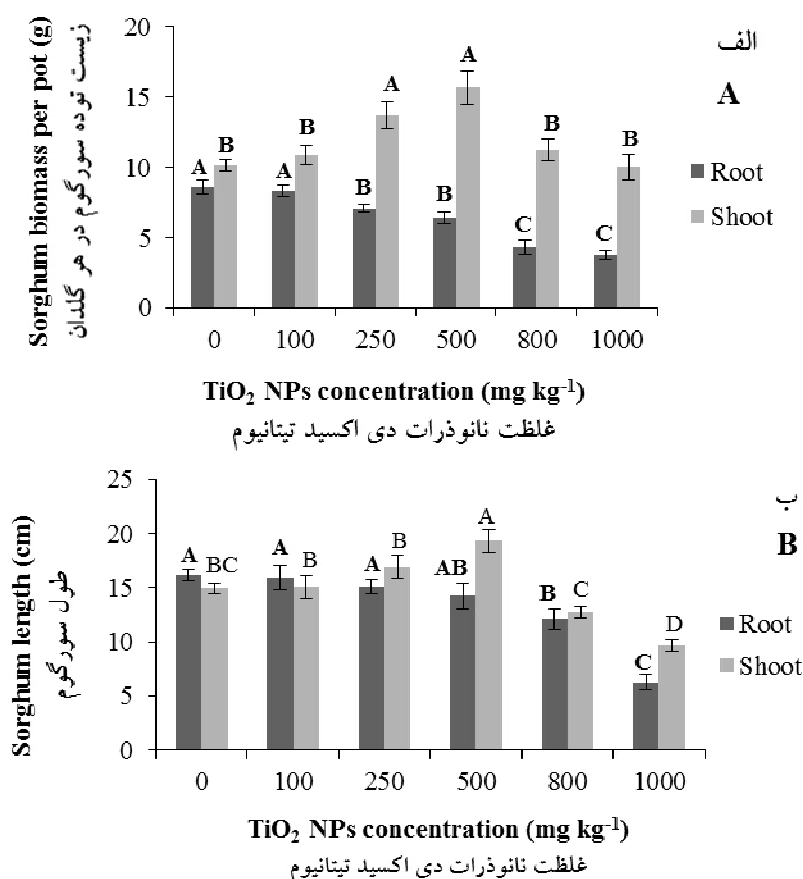 الف
A
Sorghum biomass per pot (g)
زیست توده سورگوم در هر گلدان
20
15
10
5
0
A B A B B A B A C B C B
Root
Shoot
0 100 250 500 800 1000
TiO2 NPs concentration (mg kg-1)
غلظت نانوذرات دی اکسید تیتانیوم
ب
B
Sorghum length (cm)
طول سورگوم
25
20
15
10
5
0
A BC A B A B AB A B C C D
Root
Shoot
0 100 250 500 800 1000
TiO2 NPs concentration (mg kg-1)
غلظت نانوذرات دی اکسید تیتانیوم